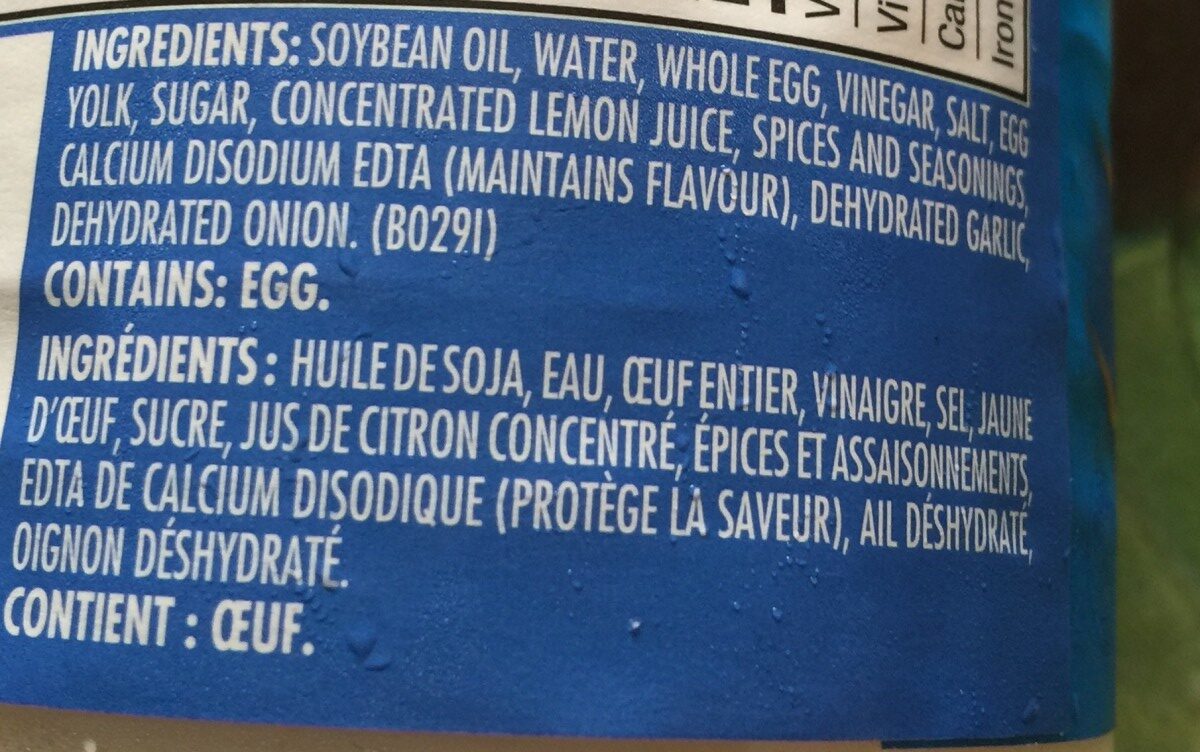 Iron
INGREDIENTS: SOYBEAN OIL, WATER, WHOLE EGG, VINEGAR, SALT, EGG
YOLK, SUGAR, CONCENTRATED LEMON JUICE, SPICES AND SEASONINGS,
CALCIUM DISODIUM EDTA (MAINTAINS FLAVOUR), DEHYDRATED GARLIC,
DEHYDRATED ONION. (B029I)
CONTAINS: EGG.
INGRÉDIENTS : HUILE DE SOJA, EAU, ŒUF ENTIER, VINAIGRE, SEL, JAUNE
D'ŒUF, SUCRE, JUS DE CITRON CONCENTRÉ, ÉPICES ET ASSAISONNEMENTS,
EDTA DE CALCIUM DISODIQUE (PROTÈGE LA SAVEUR), AIL DÉSHYDRATÉ,
OIGNON DÉSHYDRATÉ.
CONTIENT : ŒUF.